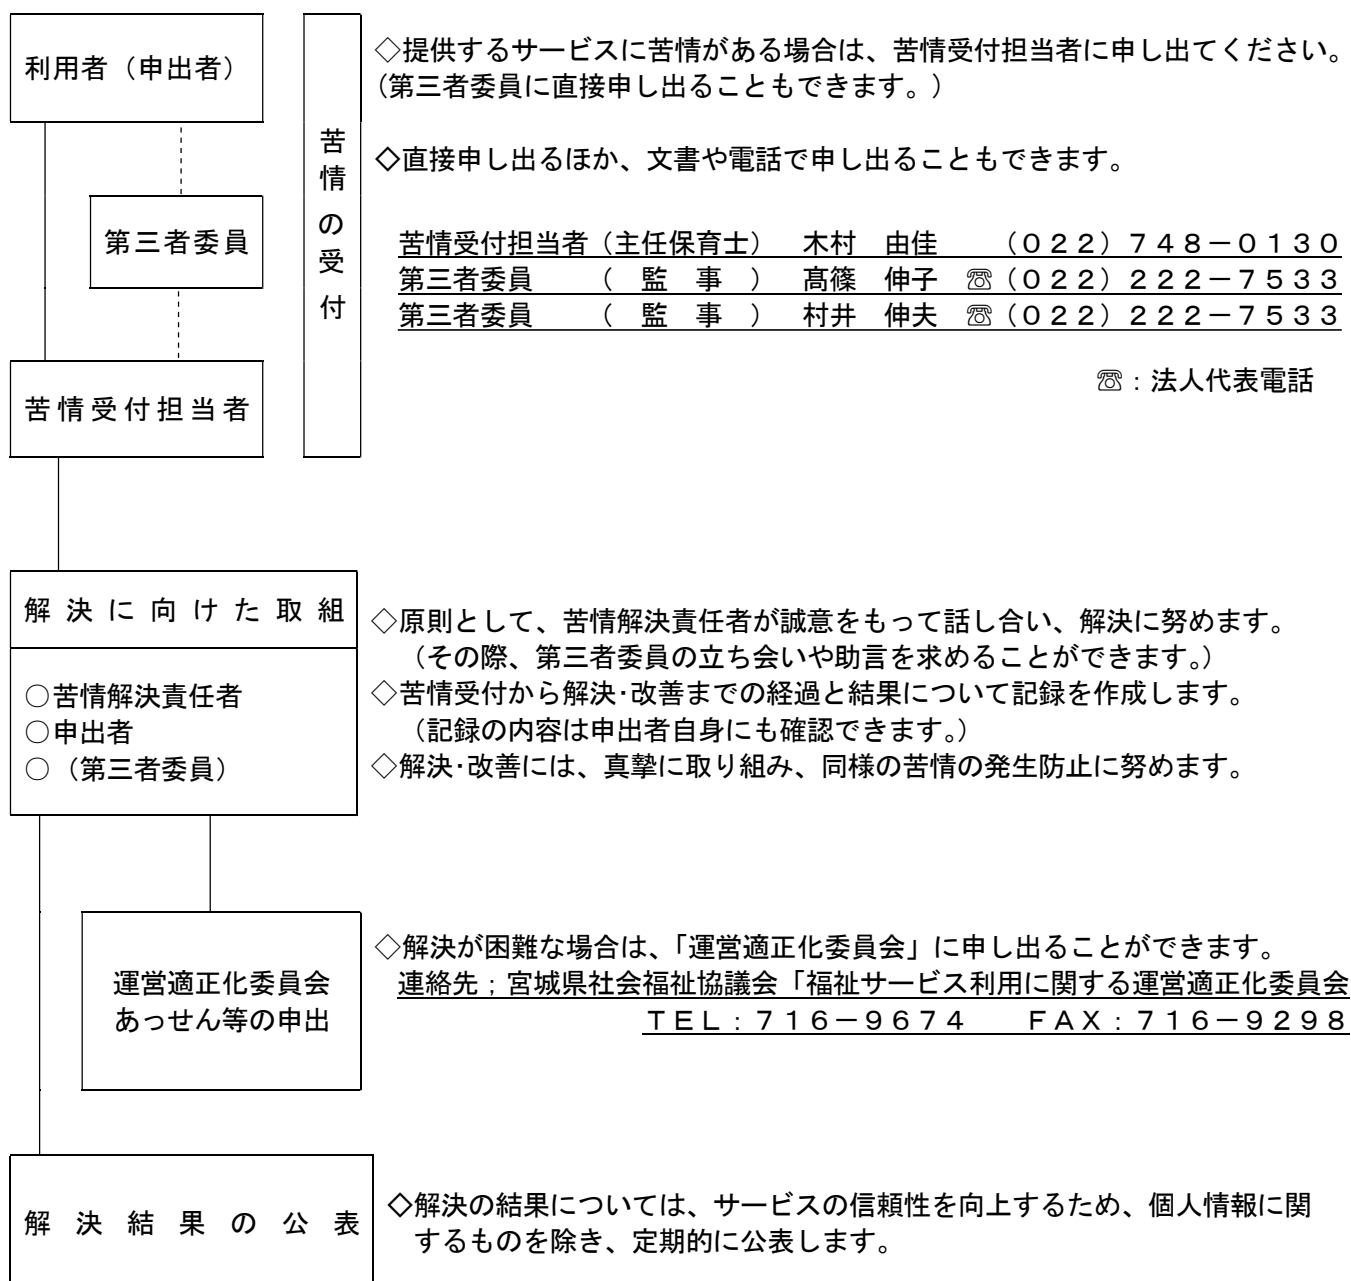 利用者（申出者）
第三者委員
苦情受付担当者
苦情の受付
◇提供するサービスに苦情がある場合は、苦情受付担当者に申し出てください。
（第三者委員に直接申し出ることもできます。）
◇直接申し出るほか、文書や電話で申し出ることもできます。
苦情受付担当者（主任保育士）　木村　由佳　　（０２２）７４８－０１３０
第三者委員　　（　監　事　）　髙篠　伸子　☏（０２２）２２２－７５３３
第三者委員　　（　監　事　）　村井　伸夫　☏（０２２）２２２－７５３３
☏：法人代表電話
解決に向けた取組
○苦情解決責任者
○申出者
○（第三者委員）
◇原則として、苦情解決責任者が誠意をもって話し合い、解決に努めます。
（その際、第三者委員の立ち会いや助言を求めることができます。）
◇苦情受付から解決・改善までの経過と結果について記録を作成します。
（記録の内容は申出者自身にも確認できます。）
◇解決・改善には、真摯に取り組み、同様の苦情の発生防止に努めます。
運営適正化委員会
あっせん等の申出
◇解決が困難な場合は、「運営適正化委員会」に申し出ることができます。
連絡先；宮城県社会福祉協議会「福祉サービス利用に関する運営適正化委員会
ＴＥＬ：７１６－９６７４　　ＦＡＸ：７１６－９２９８
解決結果の公表
◇解決の結果については、サービスの信頼性を向上するため、個人情報に関
するものを除き、定期的に公表します。